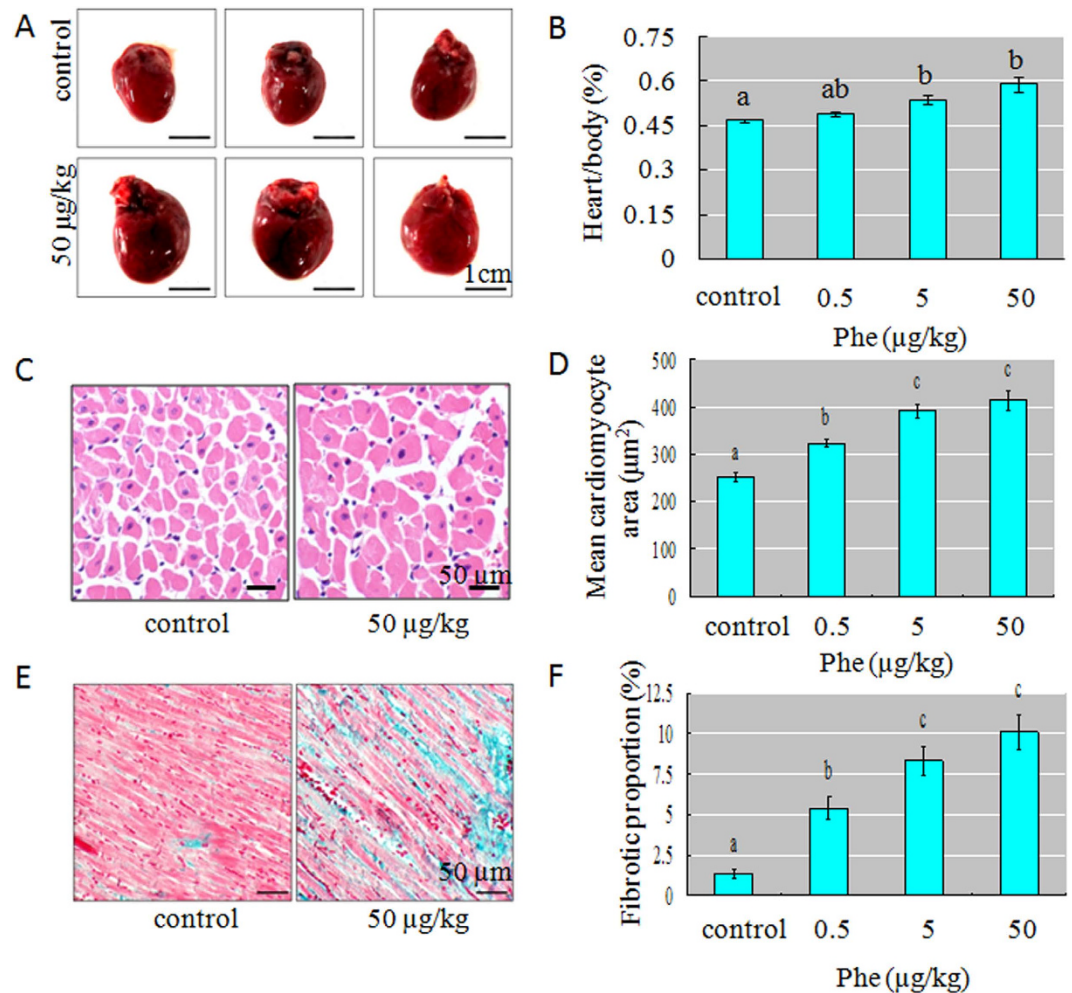 A
control
50 µg/kg
1cm
B
Heart/body (%)
0.75
0.6
0.45
0.3
0.15
0
a
ab
b
b
control 0.5 5 50
Phe (µg/kg)
C
50 µm
control 50 µg/kg
D
Mean cardiomyocyte
area (µm²)
500
400
300
200
100
0
a
b
c
c
control 0.5 5 50
Phe (µg/kg)
E
50 µm
control 50 µg/kg
F
Fibrotic proportion (%)
12.5
10
7.5
5
2.5
0
a
b
c
c
control 0.5 5 50
Phe (µg/kg)